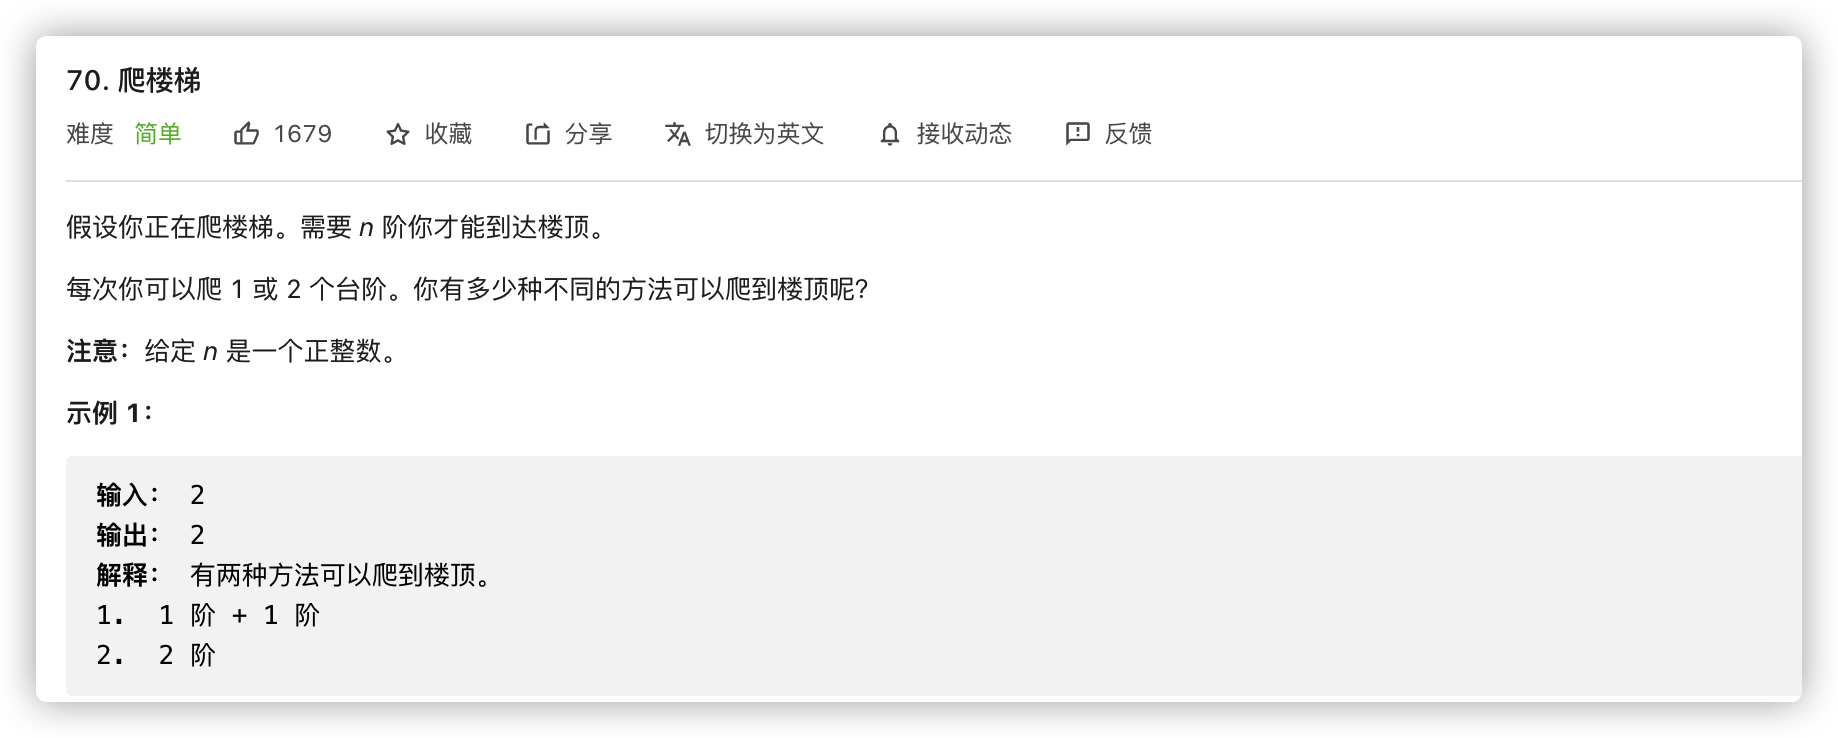 70. 爬楼梯
难度 简单 1679 收藏 分享 切换为英文 接收动态 反馈
假设你正在爬楼梯。需要 n 阶你才能到达楼顶。
每次你可以爬 1 或 2 个台阶。你有多少种不同的方法可以爬到楼顶呢？
注意：给定 n 是一个正整数。
示例 1：
输入： 2
输出： 2
解释： 有两种方法可以爬到楼顶。
1. 1 阶 + 1 阶
2. 2 阶